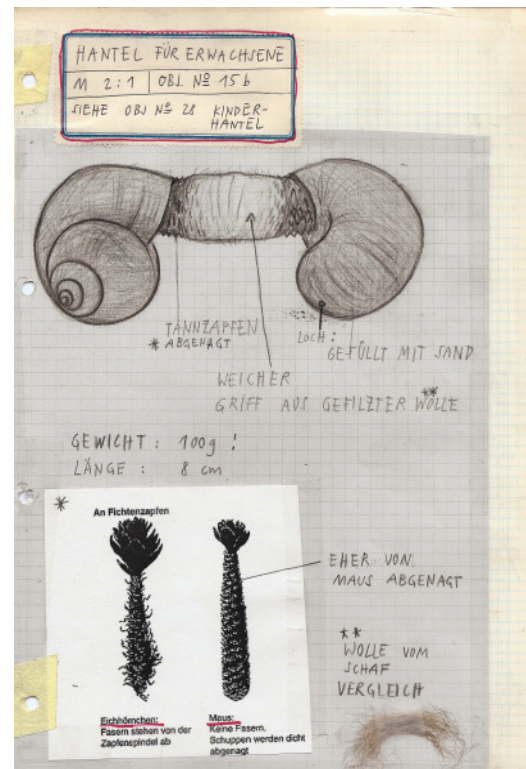 HANTEL FÜR ERWACHSENE
M 2:1 OBJ. Nº 15b
SIEHE OBJ Nº 28 KINDER-
HANTEL
TANNZAPFEN
* ABGENAGT
LOCH:
GEFÜLLT MIT SAND
WEICHER
GRIFF AUS GEFILZTER WOLLE **
GEWICHT: 100g!
LÄNGE: 8 cm
*
An Fichtenzapfen
EHER VON
MAUS ABGENAGT
**
WOLLE VOM
SCHAF
VERGLEICH
Eichhörnchen:
Fasern stehen von der
Zapfenspindel ab
Maus:
Keine Fasern,
Schuppen werden dicht
abgenagt